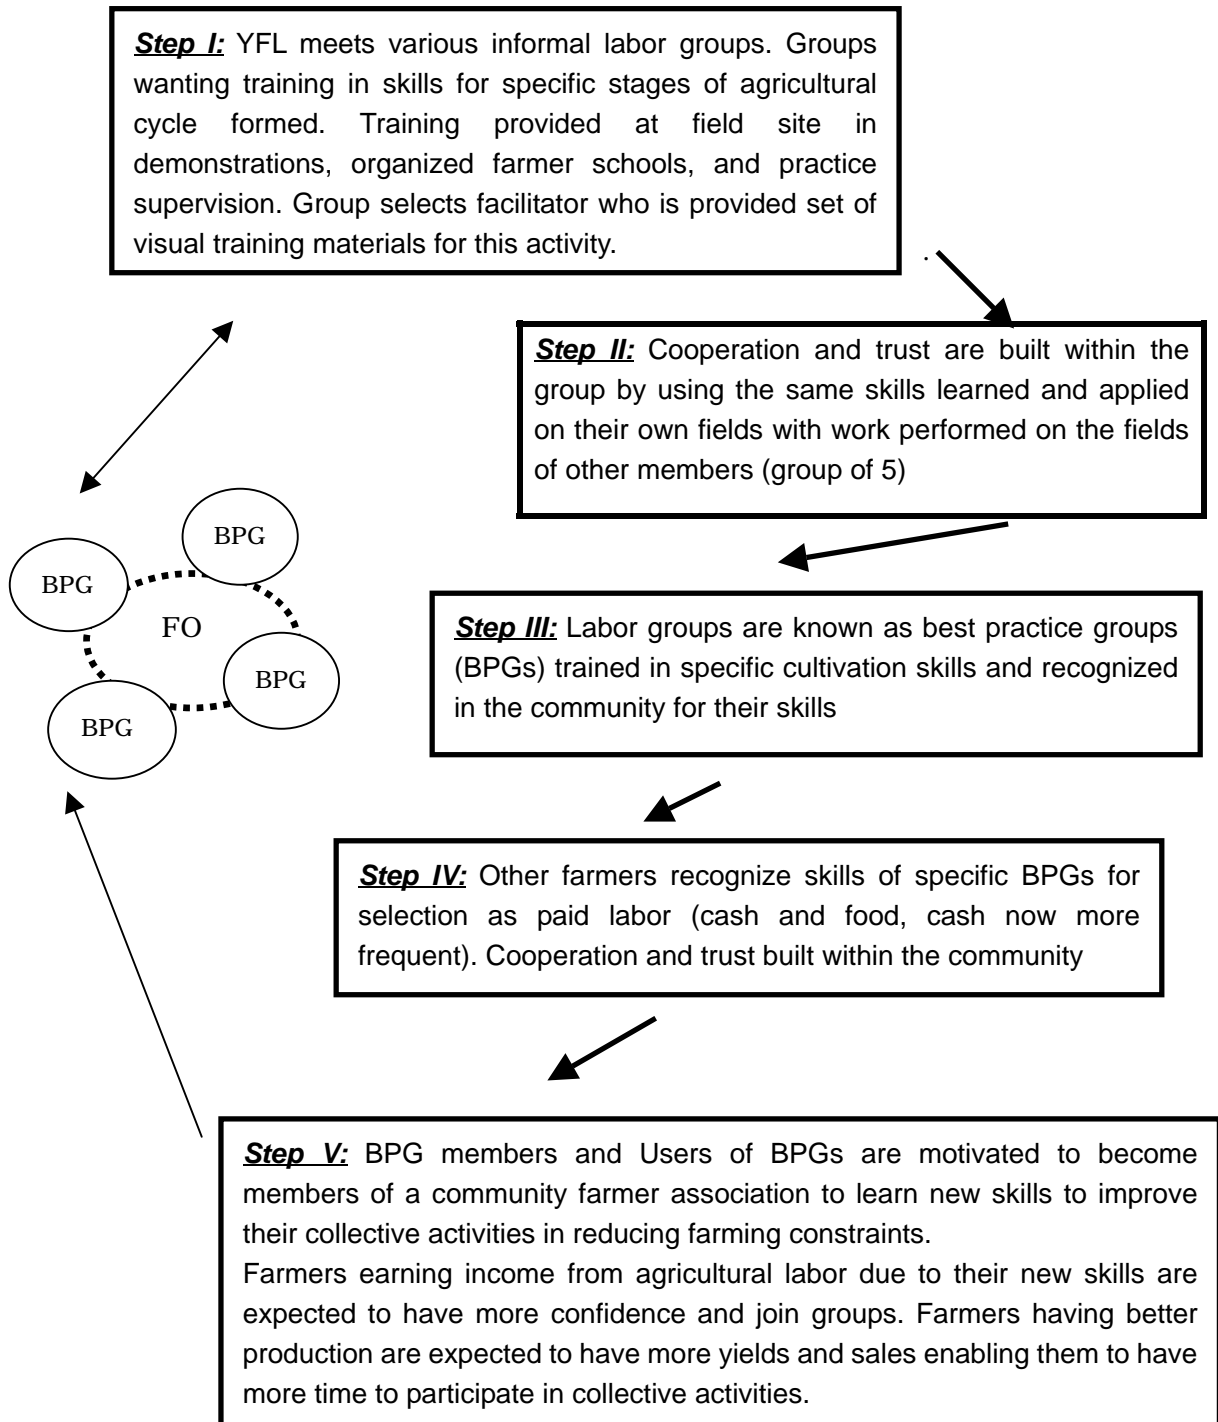 Step I: YFL meets various informal labor groups. Groups
wanting training in skills for specific stages of agricultural
cycle formed. Training provided at field site in
demonstrations, organized farmer schools, and practice
supervision. Group selects facilitator who is provided set of
visual training materials for this activity.
.
Step II: Cooperation and trust are built within the
group by using the same skills learned and applied
on their own fields with work performed on the fields
of other members (group of 5)
BPG
BPG
FO
BPG
BPG
Step III: Labor groups are known as best practice groups
(BPGs) trained in specific cultivation skills and recognized
in the community for their skills
Step IV: Other farmers recognize skills of specific BPGs for
selection as paid labor (cash and food, cash now more
frequent). Cooperation and trust built within the community
Step V: BPG members and Users of BPGs are motivated to become
members of a community farmer association to learn new skills to improve
their collective activities in reducing farming constraints.
Farmers earning income from agricultural labor due to their new skills are
expected to have more confidence and join groups. Farmers having better
production are expected to have more yields and sales enabling them to have
more time to participate in collective activities.